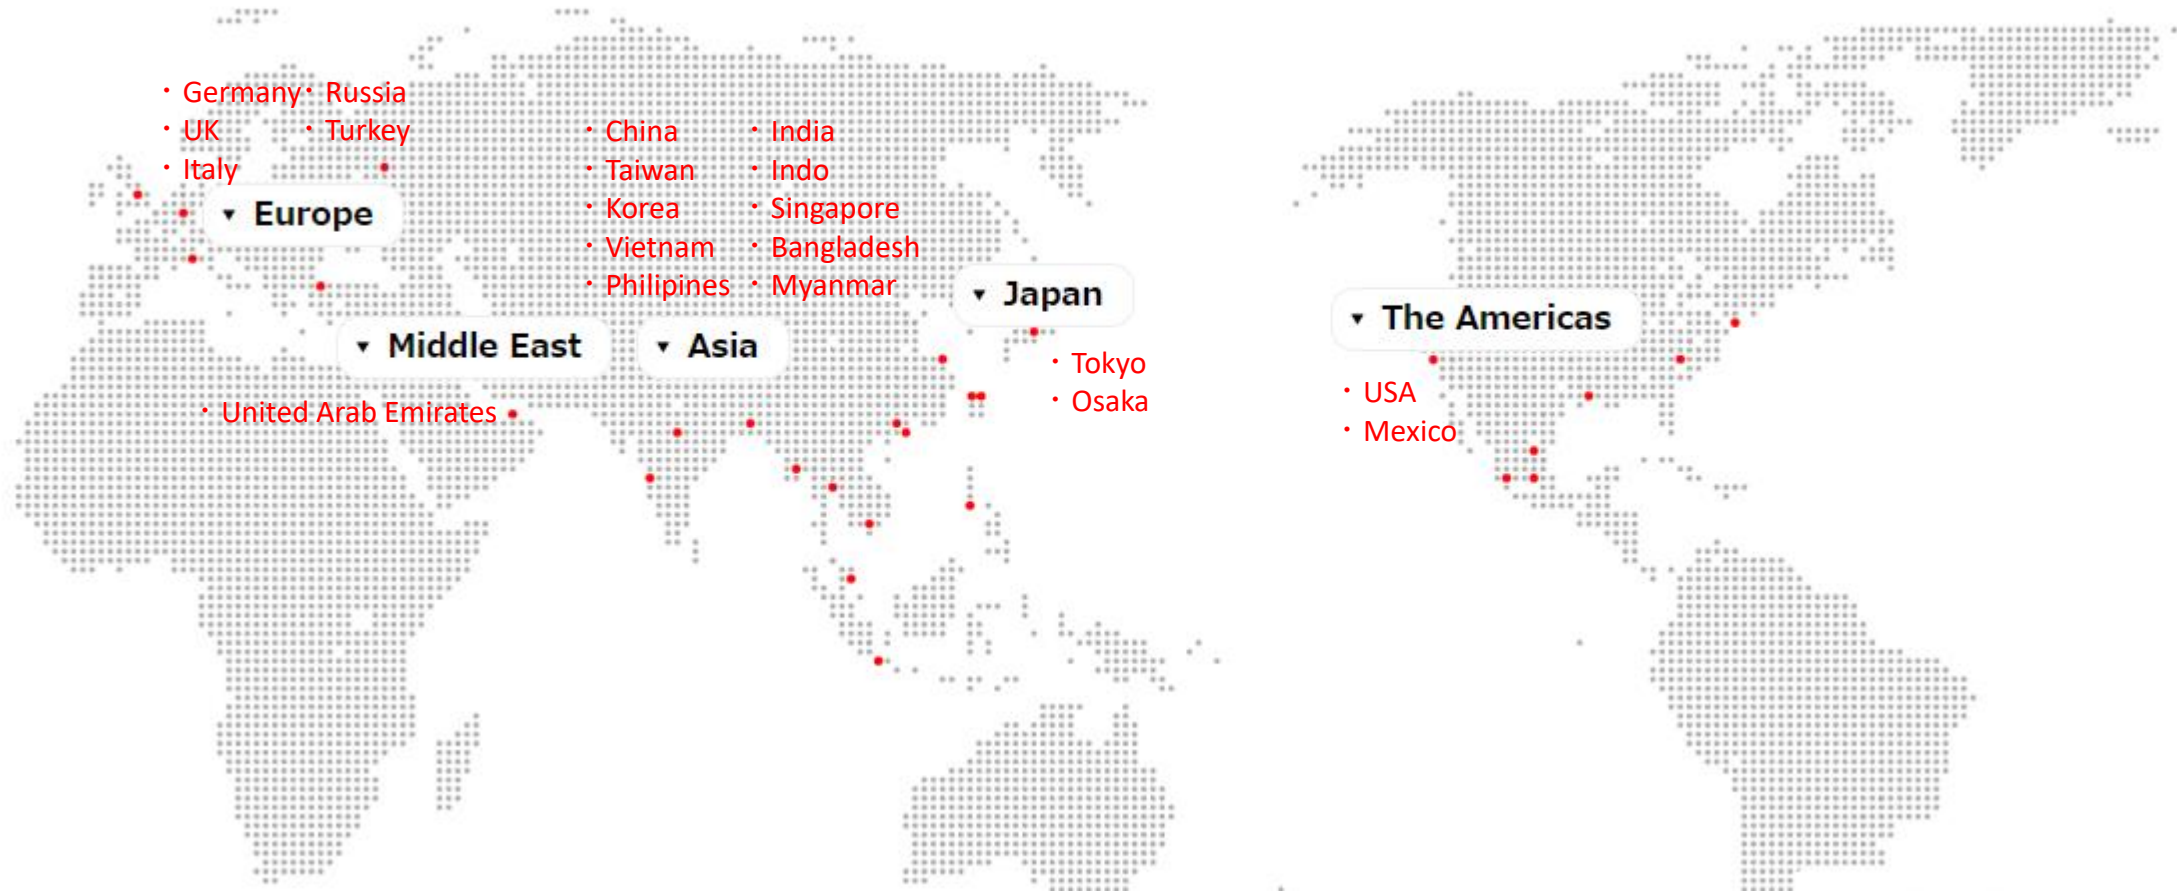 ・ Germany ・ Russia
・ UK ・ Turkey
・ Italy
▼ Europe
・ China ・ India
・ Taiwan ・ Indo
・ Korea ・ Singapore
・ Vietnam ・ Bangladesh
・ Philipines ・ Myanmar
▼ Japan
・ Tokyo
・ Osaka
▼ Middle East
・ United Arab Emirates
▼ Asia
▼ The Americas
・ USA
・ Mexico